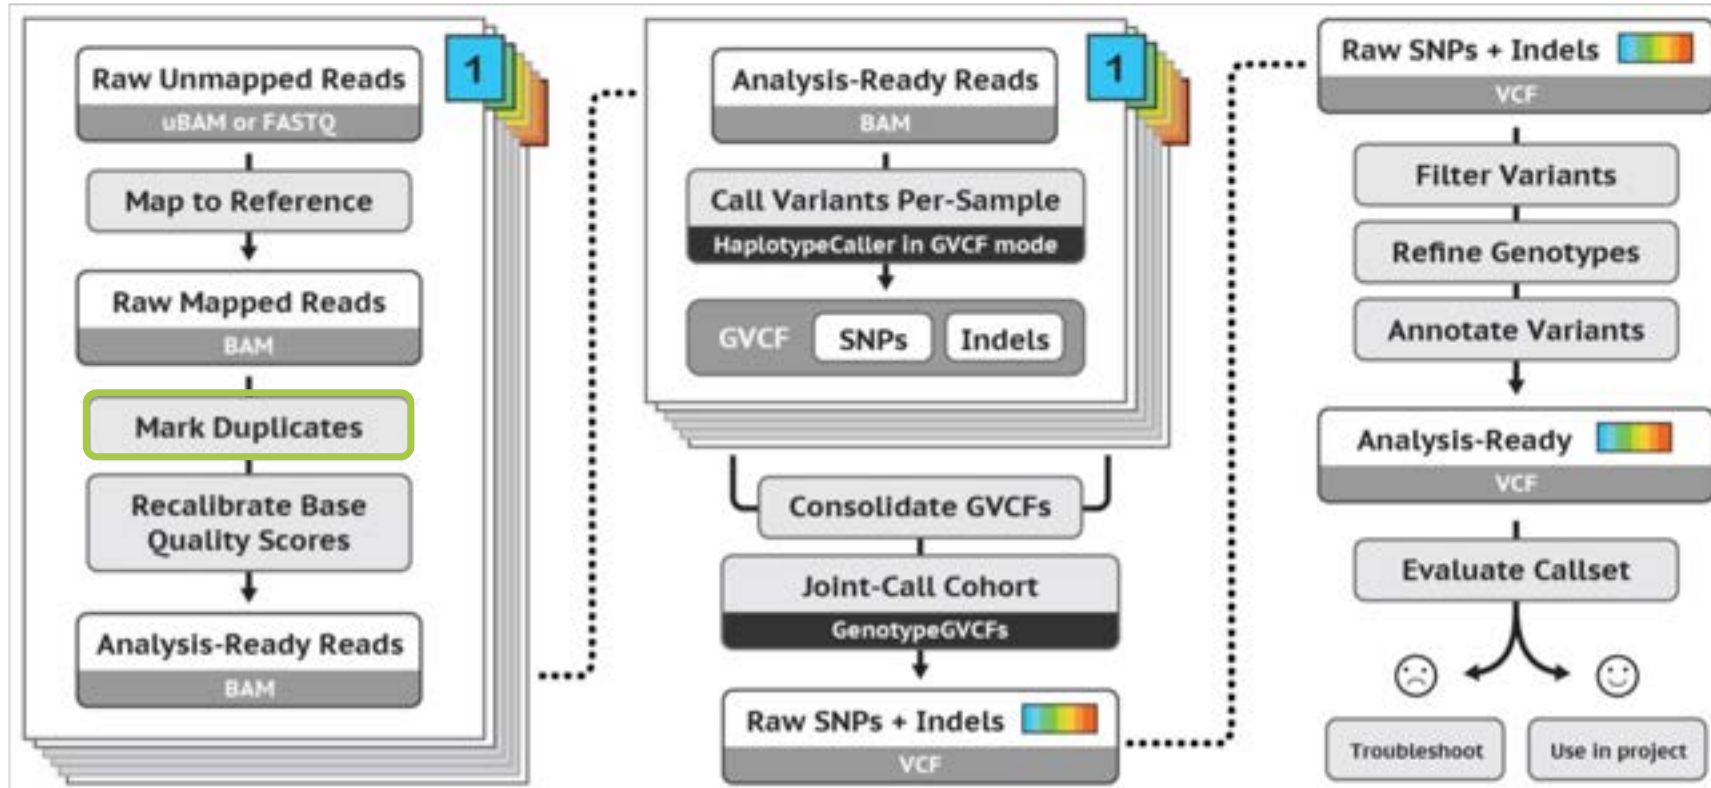 1
Raw Unmapped Reads
uBAM or FASTQ
Map to Reference
Raw Mapped Reads
BAM
Mark Duplicates
Recalibrate Base
Quality Scores
Analysis-Ready Reads
BAM
1
Analysis-Ready Reads
BAM
Call Variants Per-Sample
HaplotypeCaller in GVCF mode
GVCF SNPs Indels
Consolidate GVCFs
Joint-Call Cohort
GenotypeGVCFs
Raw SNPs + Indels
VCF
Raw SNPs + Indels
VCF
Filter Variants
Refine Genotypes
Annotate Variants
Analysis-Ready
VCF
Evaluate Callset
Troubleshoot
Use in project